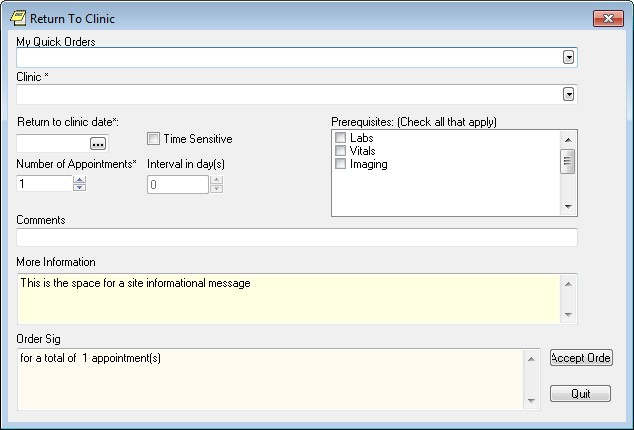 Return To Clinic
My Quick Orders
Clinic *
Return to clinic date*:
Time Sensitive
Prerequisites: (Check all that apply)
Labs
Vitals
Imaging
...
Number of Appointments*
Interval in day(s)
1
0
Comments
More Information
This is the space for a site informational message
Order Sig
for a total of  1 appointment(s)
Accept Orde
Quit